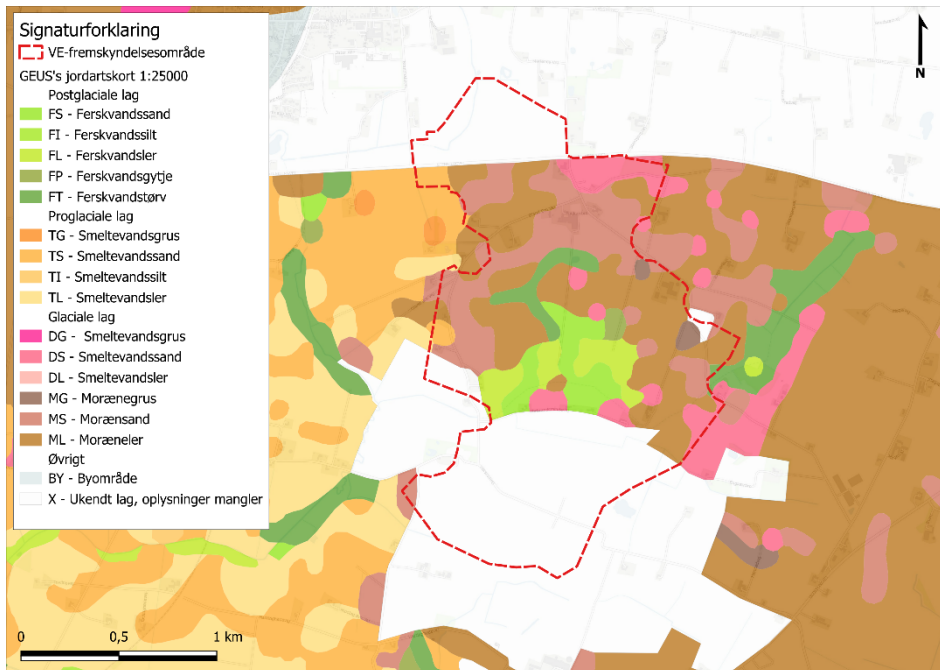 Signaturforklaring
VE-fremskyndelsesområde
GEUS's jordartskort 1:25000
Postglaciale lag
FS - Ferskvandssand
FI - Ferskvandssilt
FL - Ferskvandsler
FP - Ferskvandsgytje
FT - Ferskvandstørv
Proglaciale lag
TG - Smeltevandsgrus
TS - Smeltevandssand
TI - Smeltevandssilt
TL - Smeltevandsler
Glaciale lag
DG - Smeltevandsgrus
DS - Smeltevandssand
DL - Smeltevandsler
MG - Morænegrus
MS - Morænsand
ML - Moræneler
Øvrigt
BY - Byområde
X - Ukendt lag, oplysninger mangler
0 0,5 1 km
N